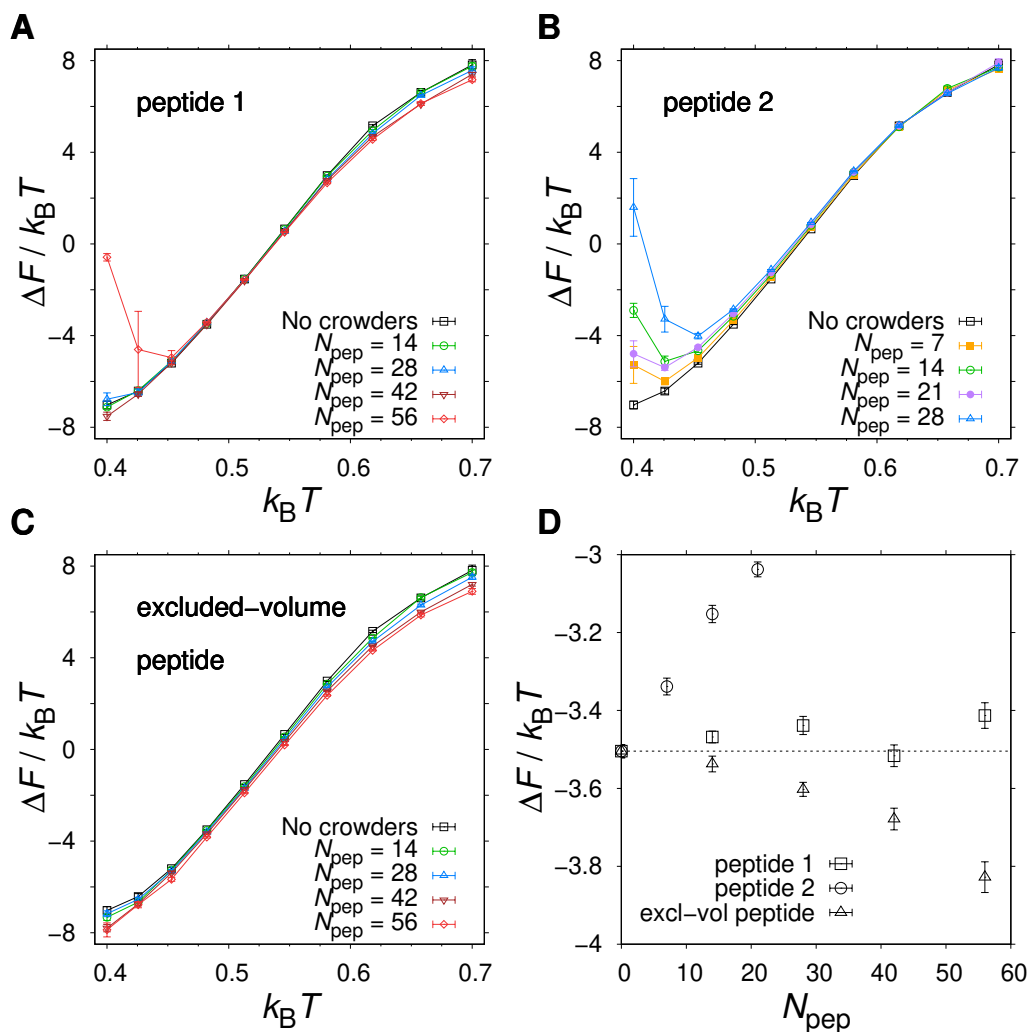 A
peptide 1
ΔF / kBT
8
4
0
−4
−8
No crowders
Npep = 14
Npep = 28
Npep = 42
Npep = 56
0.4 0.5 0.6 0.7
kBT
B
peptide 2
ΔF / kBT
8
4
0
−4
−8
No crowders
Npep = 7
Npep = 14
Npep = 21
Npep = 28
0.4 0.5 0.6 0.7
kBT
C
excluded−volume
peptide
ΔF / kBT
8
4
0
−4
−8
No crowders
Npep = 14
Npep = 28
Npep = 42
Npep = 56
0.4 0.5 0.6 0.7
kBT
D
ΔF / kBT
−3
−3.2
−3.4
−3.6
−3.8
−4
peptide 1
peptide 2
excl−vol peptide
0 10 20 30 40 50 60
Npep